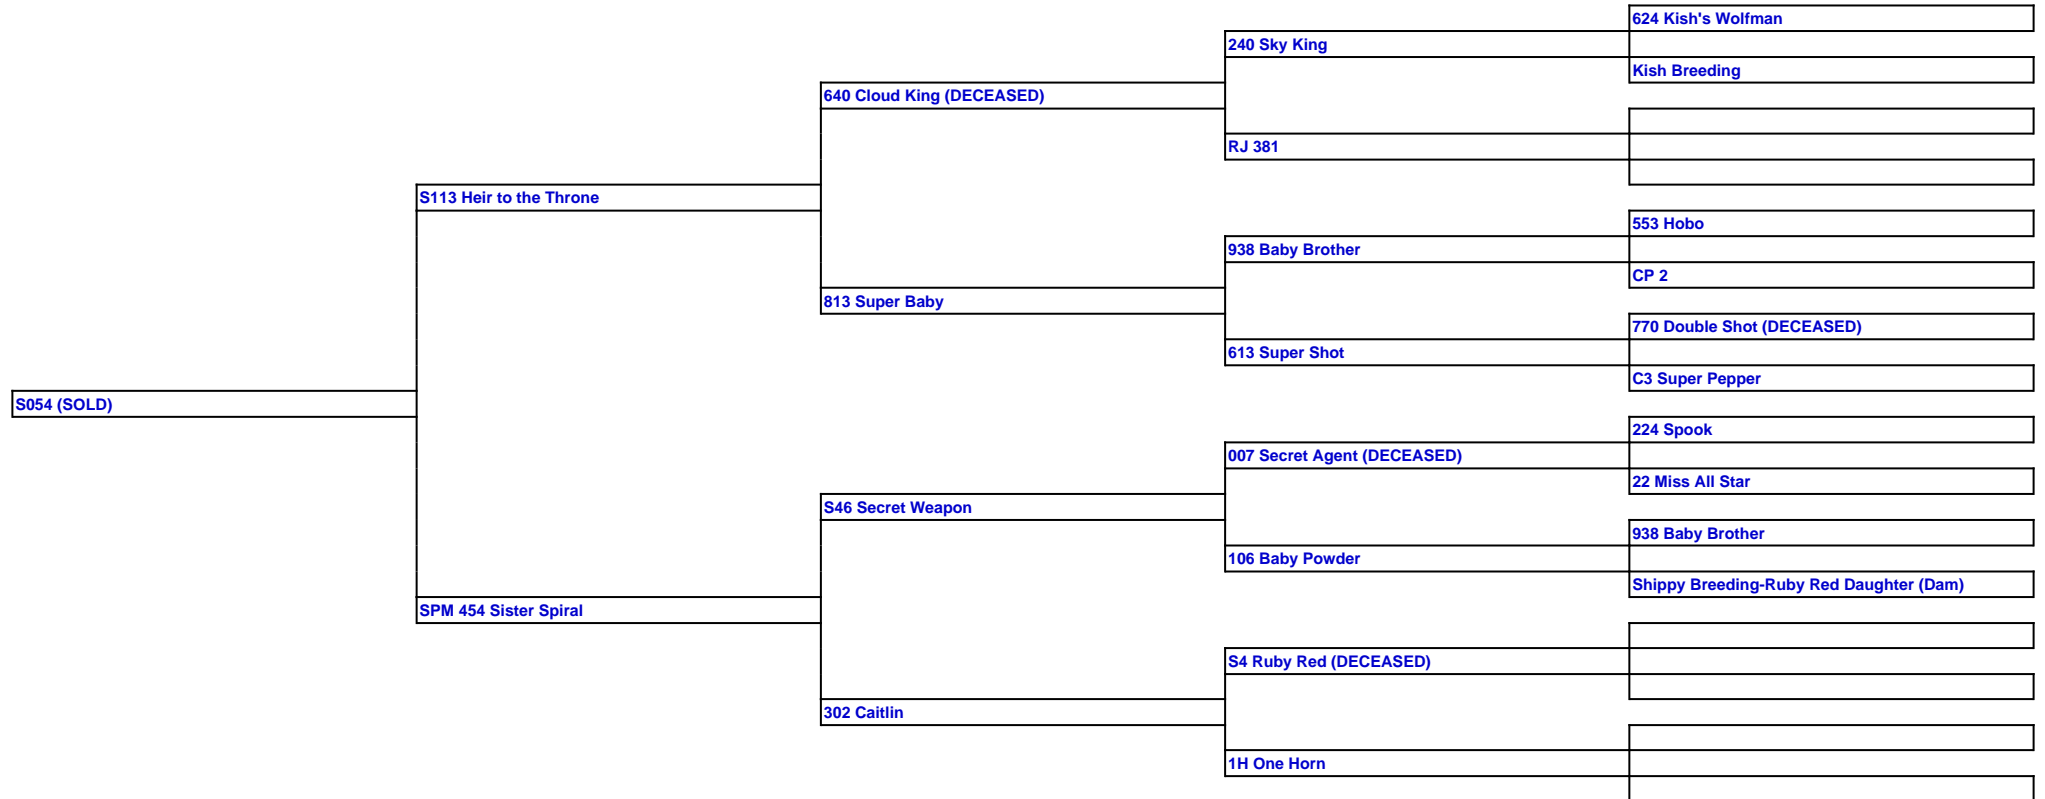 624 Kish's Wolfman
240 Sky King
Kish Breeding
640 Cloud King (DECEASED)
RJ 381
S113 Heir to the Throne
553 Hobo
938 Baby Brother
CP 2
813 Super Baby
770 Double Shot (DECEASED)
613 Super Shot
C3 Super Pepper
S054 (SOLD)
224 Spook
007 Secret Agent (DECEASED)
22 Miss All Star
S46 Secret Weapon
938 Baby Brother
106 Baby Powder
Shippy Breeding-Ruby Red Daughter (Dam)
SPM 454 Sister Spiral
S4 Ruby Red (DECEASED)
302 Caitlin
1H One Horn